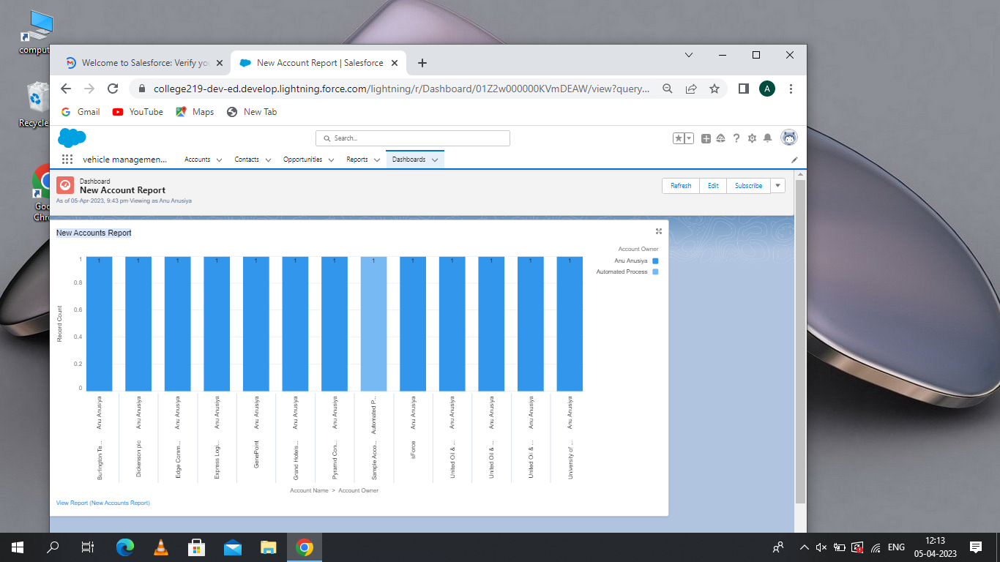 comput
Recycle
Goo
Chro
Welcome to Salesforce: Verify yo
New Account Report | Salesforce
college219-dev-ed.develop.lightning.force.com/lightning/r/Dashboard/01Z2w000000KVmDEAW/view?query...
A
Gmail YouTube Maps New Tab
Search...
vehicle managemen... Accounts Contacts Opportunities Reports Dashboards
Dashboard
New Account Report
As of 05-Apr-2023, 9:43 pm·Viewing as Anu Anusiya
Refresh Edit Subscribe
New Accounts Report
Account Owner
Anu Anusiya
Automated Process
1 1 1 1 1 1 1 1 1 1 1 1 1
1
0.8
0.6
0.4
0.2
0
Record Count
Anu Anusiya Anu Anusiya Anu Anusiya Anu Anusiya Anu Anusiya Anu Anusiya Anu Anusiya Automated P... Anu Anusiya Anu Anusiya Anu Anusiya Anu Anusiya Anu Anusiya
Burlington Te... Dickenson plc Edge Comm... Express Logi... GenePoint Grand Hotels... Pyramid Con... Sample Acco... sForce United Oil & ... United Oil & ... United Oil & ... University of ...
Account Name > Account Owner
View Report (New Accounts Report)
ENG
12:13
05-04-2023